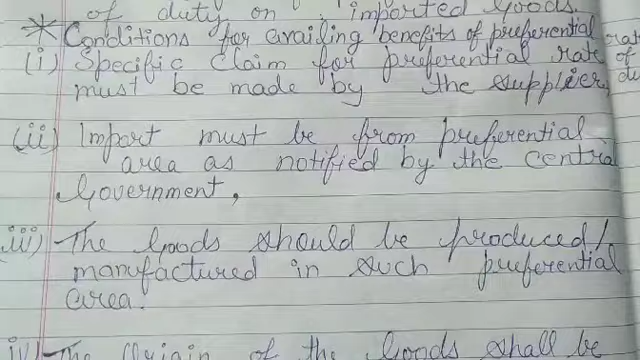 of duty on imported Goods.
* Conditions for availing benefits of preferential rate of du
(i) Specific Claim for preferential rate
must be made by the supplier,
(ii) Import must be from preferential
area as notified by the Central
Government,
(iii) The Goods should be produced/
manufactured in such preferential
area.
iv) The Origin of the Goods shall be